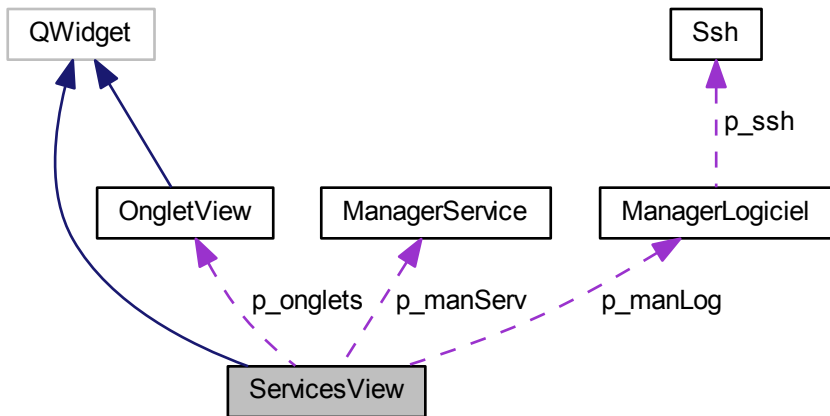 QWidget
Ssh
p_ssh
OngletView
ManagerService
ManagerLogiciel
p_onglets
p_manServ
p_manLog
ServicesView